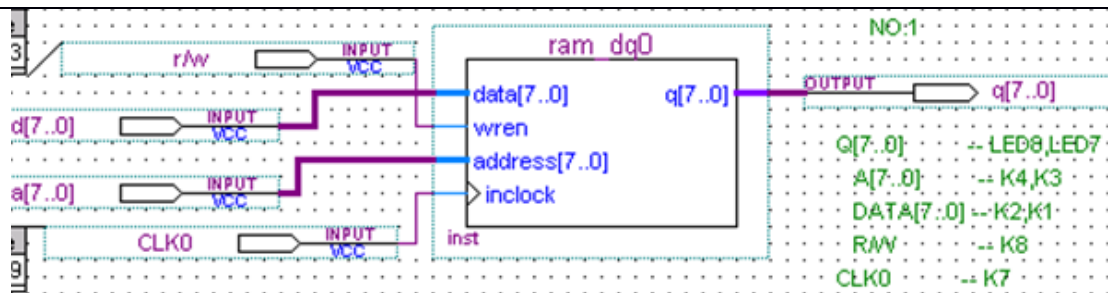 NO:1
3
r/w
INPUT
VCC
ram_dq0
data[7..0]
q[7..0]
OUTPUT
q[7..0]
d[7..0]
INPUT
VCC
wren
Q[7..0] -- LED8,LED7
address[7..0]
a[7..0]
INPUT
VCC
A[7..0] -- K4,K3
inclock
DATA[7..0] -- K2,K1
CLK0
INPUT
VCC
inst
R/W -- K8
9
CLK0 -- K7